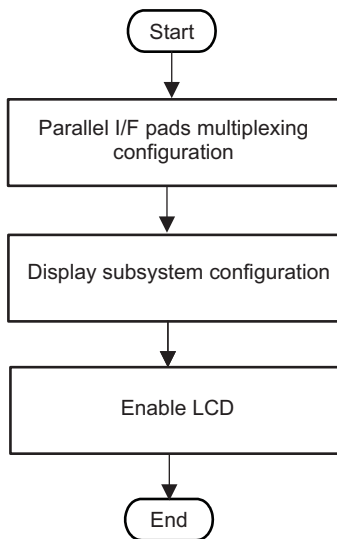 Start
Parallel I/F pads multiplexing
configuration
Display subsystem configuration
Enable LCD
End